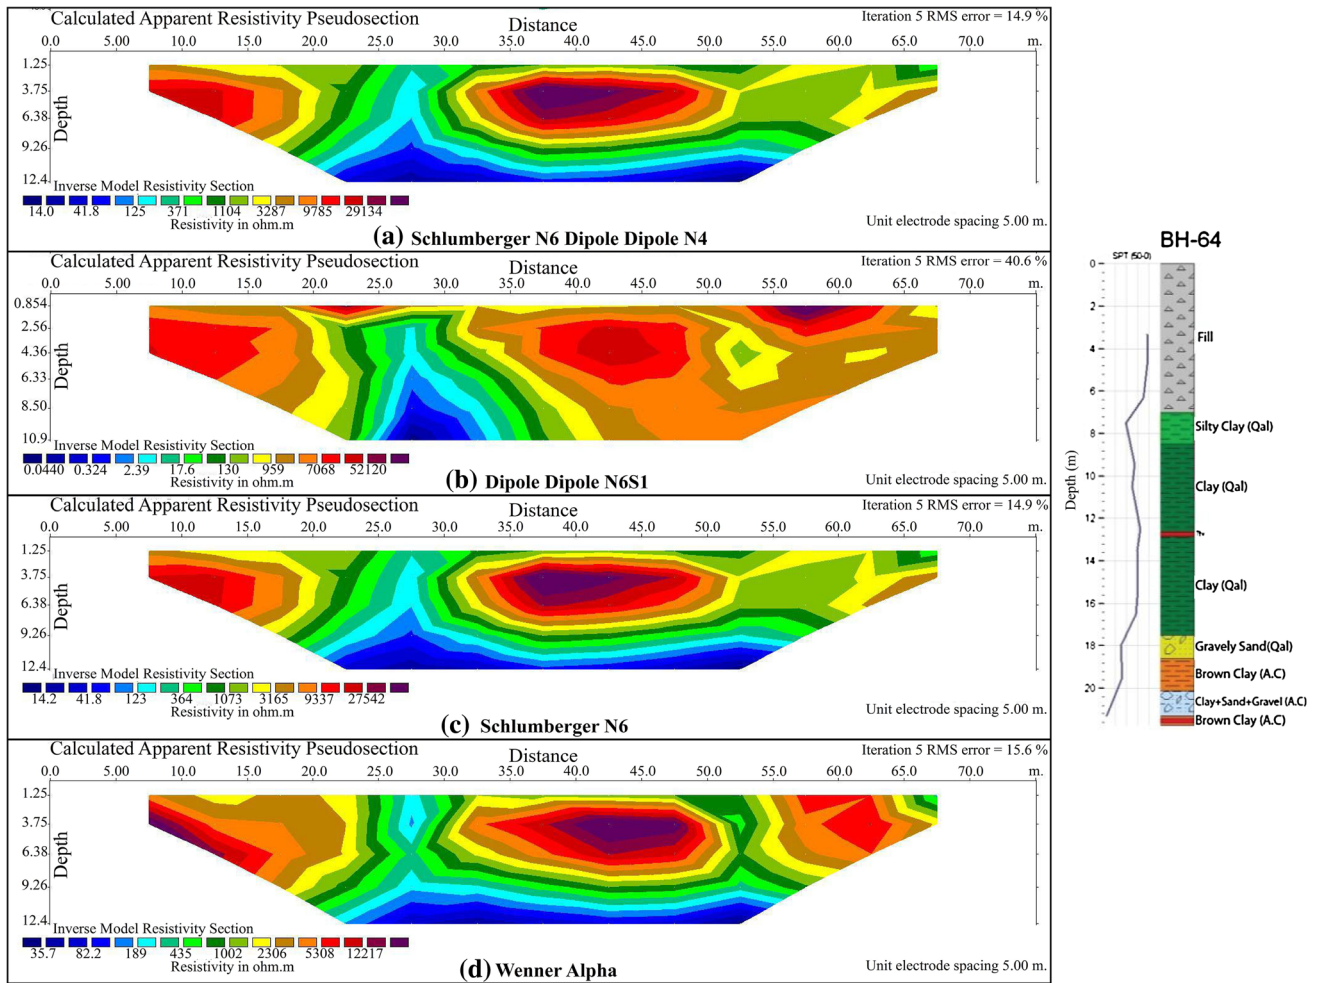 Calculated Apparent Resistivity Pseudosection
Distance
Iteration 5 RMS error = 14.9 %
0.0 5.00 10.0 15.0 20.0 25.0 30.0 35.0 40.0 45.0 50.0 55.0 60.0 65.0 70.0 m.
1.25
3.75
6.38
9.26
12.4
Depth
Inverse Model Resistivity Section
14.0 41.8 125 371 1104 3287 9785 29134
Resistivity in ohm.m
Unit electrode spacing 5.00 m.
(a) Schlumberger N6 Dipole Dipole N4
Calculated Apparent Resistivity Pseudosection
Distance
Iteration 5 RMS error = 40.6 %
0.0 5.00 10.0 15.0 20.0 25.0 30.0 35.0 40.0 45.0 50.0 55.0 60.0 65.0 70.0 m.
0.854
2.56
4.36
6.33
8.50
10.9
Depth
Inverse Model Resistivity Section
0.0440 0.324 2.39 17.6 130 959 7068 52120
Resistivity in ohm.m
Unit electrode spacing 5.00 m.
(b) Dipole Dipole N6S1
Calculated Apparent Resistivity Pseudosection
Distance
Iteration 5 RMS error = 14.9 %
0.0 5.00 10.0 15.0 20.0 25.0 30.0 35.0 40.0 45.0 50.0 55.0 60.0 65.0 70.0 m.
1.25
3.75
6.38
9.26
12.4
Depth
Inverse Model Resistivity Section
14.2 41.8 123 364 1073 3165 9337 27542
Resistivity in ohm.m
Unit electrode spacing 5.00 m.
(c) Schlumberger N6
Calculated Apparent Resistivity Pseudosection
Distance
Iteration 5 RMS error = 15.6 %
0.0 5.00 10.0 15.0 20.0 25.0 30.0 35.0 40.0 45.0 50.0 55.0 60.0 65.0 70.0 m.
1.25
3.75
6.38
9.26
12.4
Depth
Inverse Model Resistivity Section
35.7 82.2 189 435 1002 2306 5308 12217
Resistivity in ohm.m
Unit electrode spacing 5.00 m.
(d) Wenner Alpha
BH-64
SPT (50-0)
0
2
4
6
8
10
12
14
16
18
20
Depth (m)
Fill
Silty Clay (Qal)
Clay (Qal)
Clay (Qal)
Gravely Sand(Qal)
Brown Clay (A.C)
Clay+Sand+Gravel (A.C)
Brown Clay (A.C)